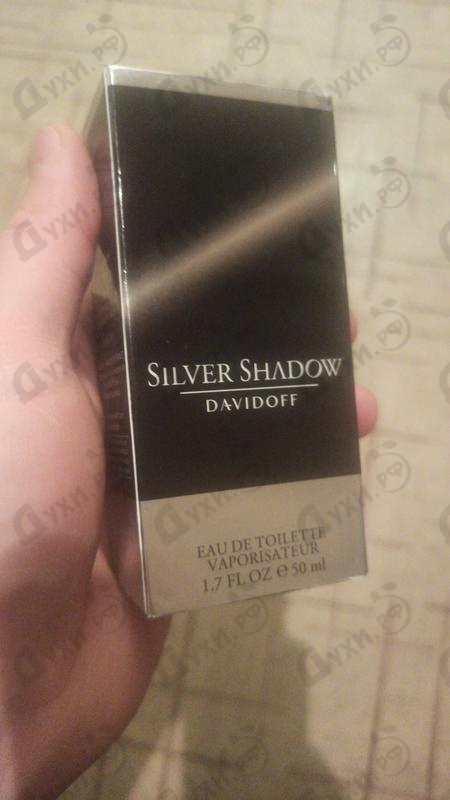 SILVER SHADOW
DAVIDOFF
EAU DE TOILETTE
VAPORISATEUR
1.7 FL OZ ℮ 50 ml
Духи.рф